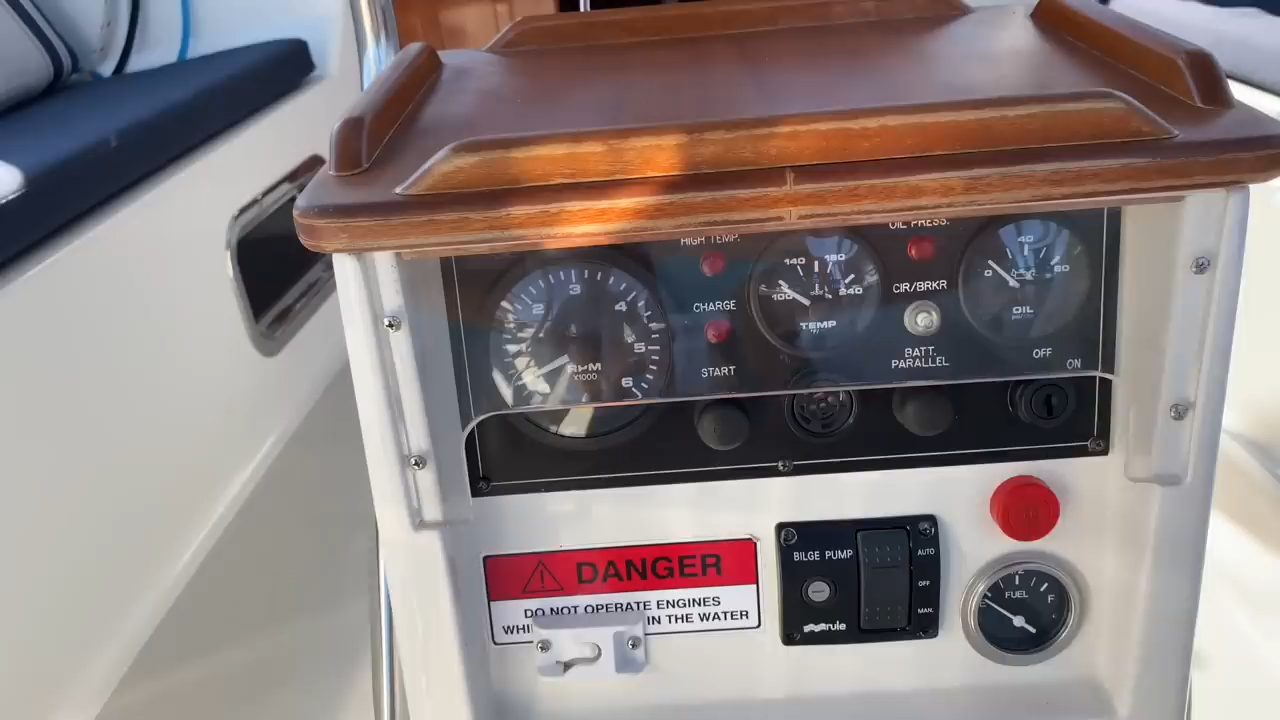 HIGH TEMP.
OIL PRESS.
140 180
100 240
TEMP
°F
40
0 80
OIL
CIR/BRKR
CHARGE
2 3 4 5 6
RPM
X1000
START
BATT.
PARALLEL
OFF
ON
DANGER
DO NOT OPERATE ENGINES
IN THE WATER
BILGE PUMP
AUTO
OFF
MAN.
rule
FUEL
E F